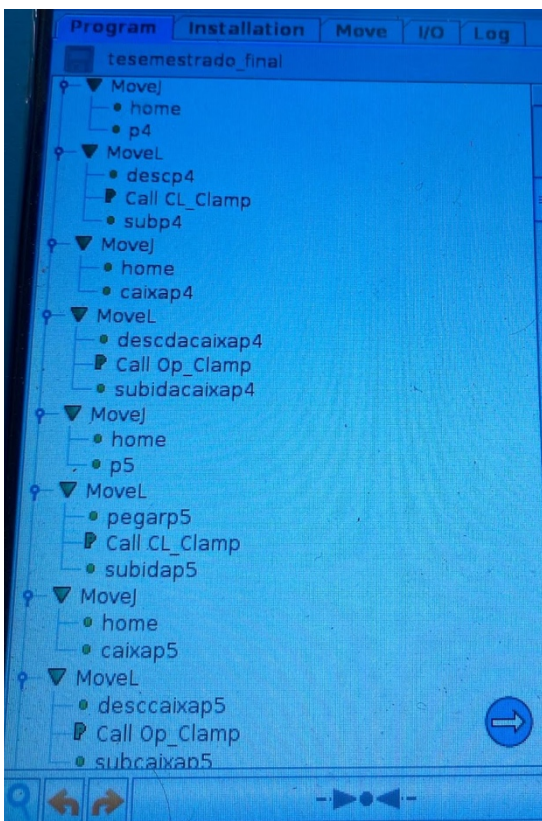 Program Installation Move I/O Log
tesemestrado_final
MoveJ
home
p4
MoveL
descp4
P Call CL_Clamp
subp4
MoveJ
home
caixap4
MoveL
descdacaixap4
P Call Op_Clamp
subidacaixap4
MoveJ
home
p5
MoveL
pegarp5
P Call CL_Clamp
subidap5
MoveJ
home
caixap5
MoveL
desccaixap5
P Call Op_Clamp
subcaixap5